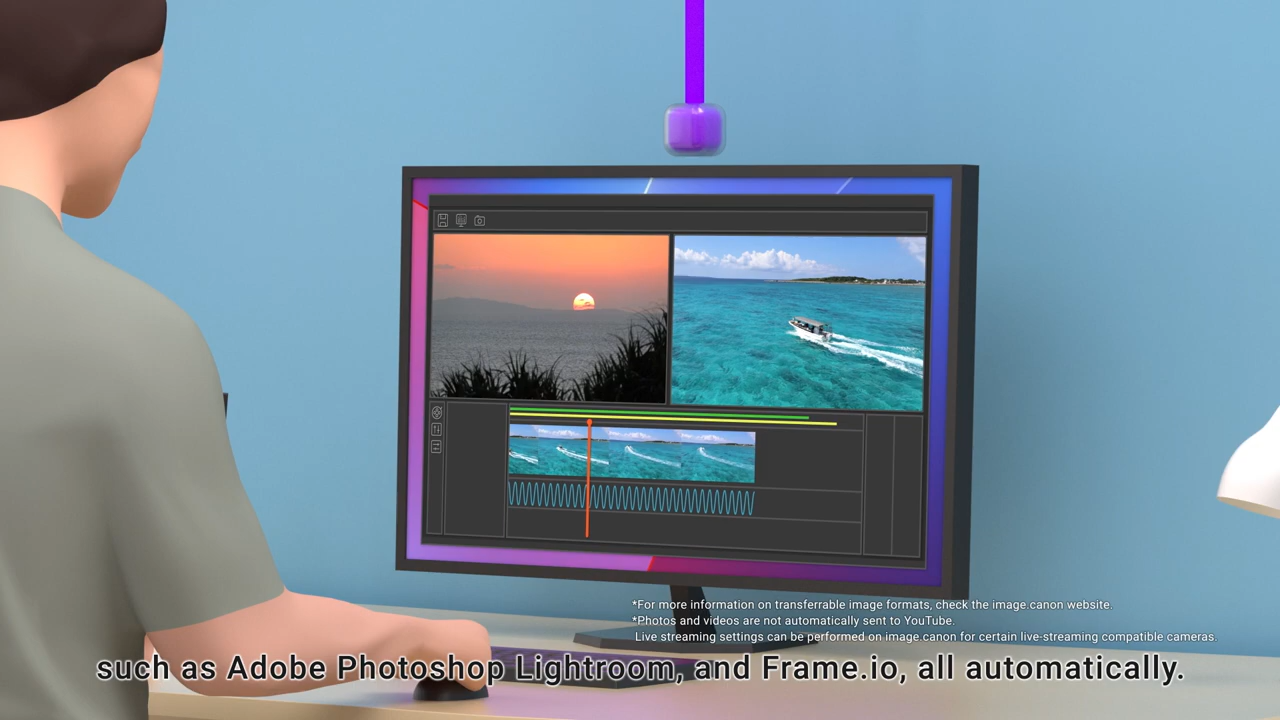 *For more information on transferrable image formats, check the image.canon website.
*Photos and videos are not automatically sent to YouTube.
Live streaming settings can be performed on image.canon for certain live-streaming compatible cameras.
such as Adobe Photoshop Lightroom, and Frame.io, all automatically.